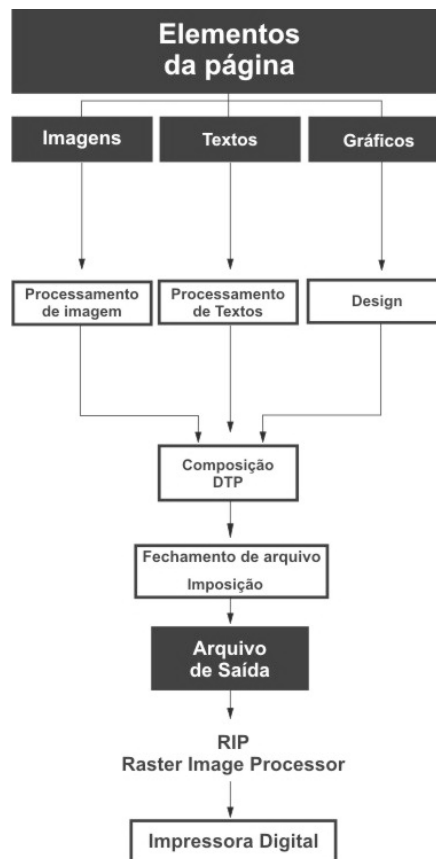 Elementos
da página
Imagens
Textos
Gráficos
Processamento
de imagem
Processamento
de Textos
Design
Composição
DTP
Fechamento de arquivo
Imposição
Arquivo
de Saída
RIP
Raster Image Processor
Impressora Digital